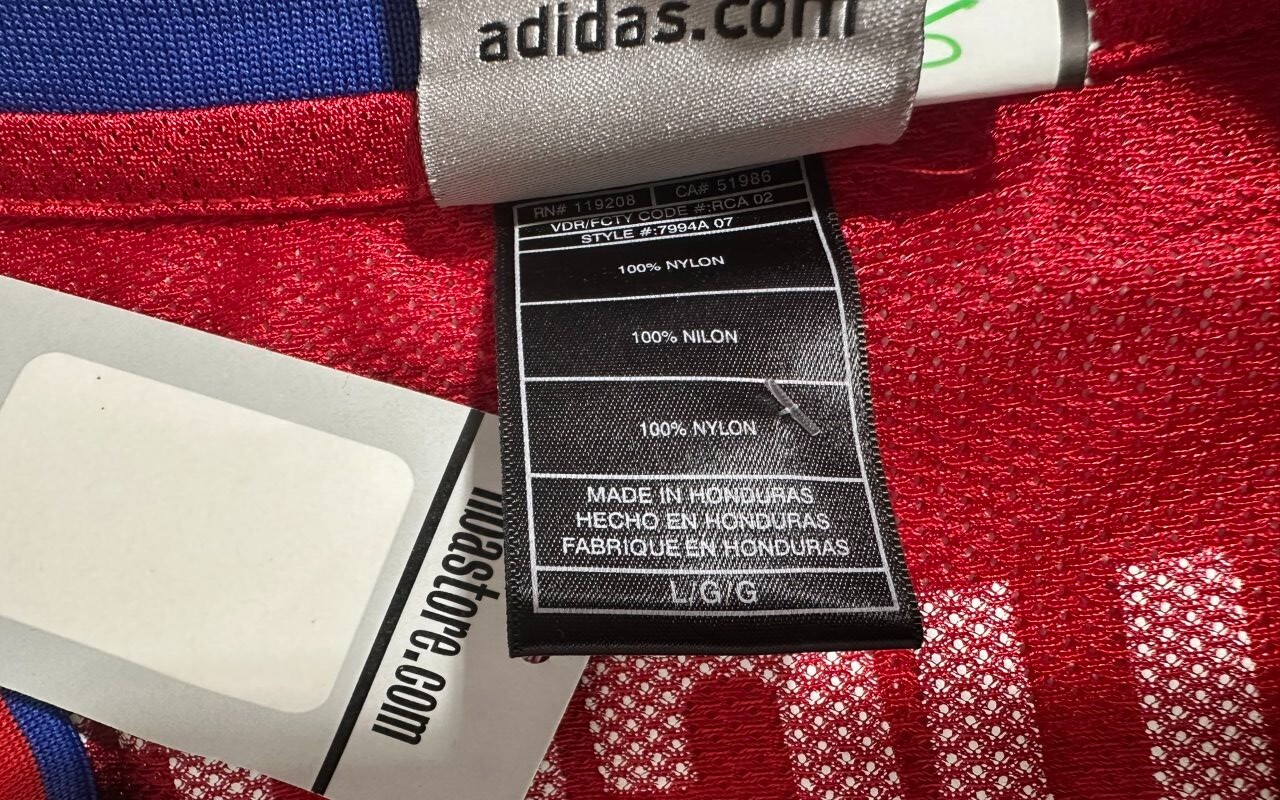 adidas.com
RN# 119208 CA# 51986
VDR/FCTY CODE #:RCA 02
STYLE #:7994A 07
100% NYLON
100% NILON
100% NYLON
MADE IN HONDURAS
HECHO EN HONDURAS
FABRIQUE EN HONDURAS
L/G/G
nbastore.com